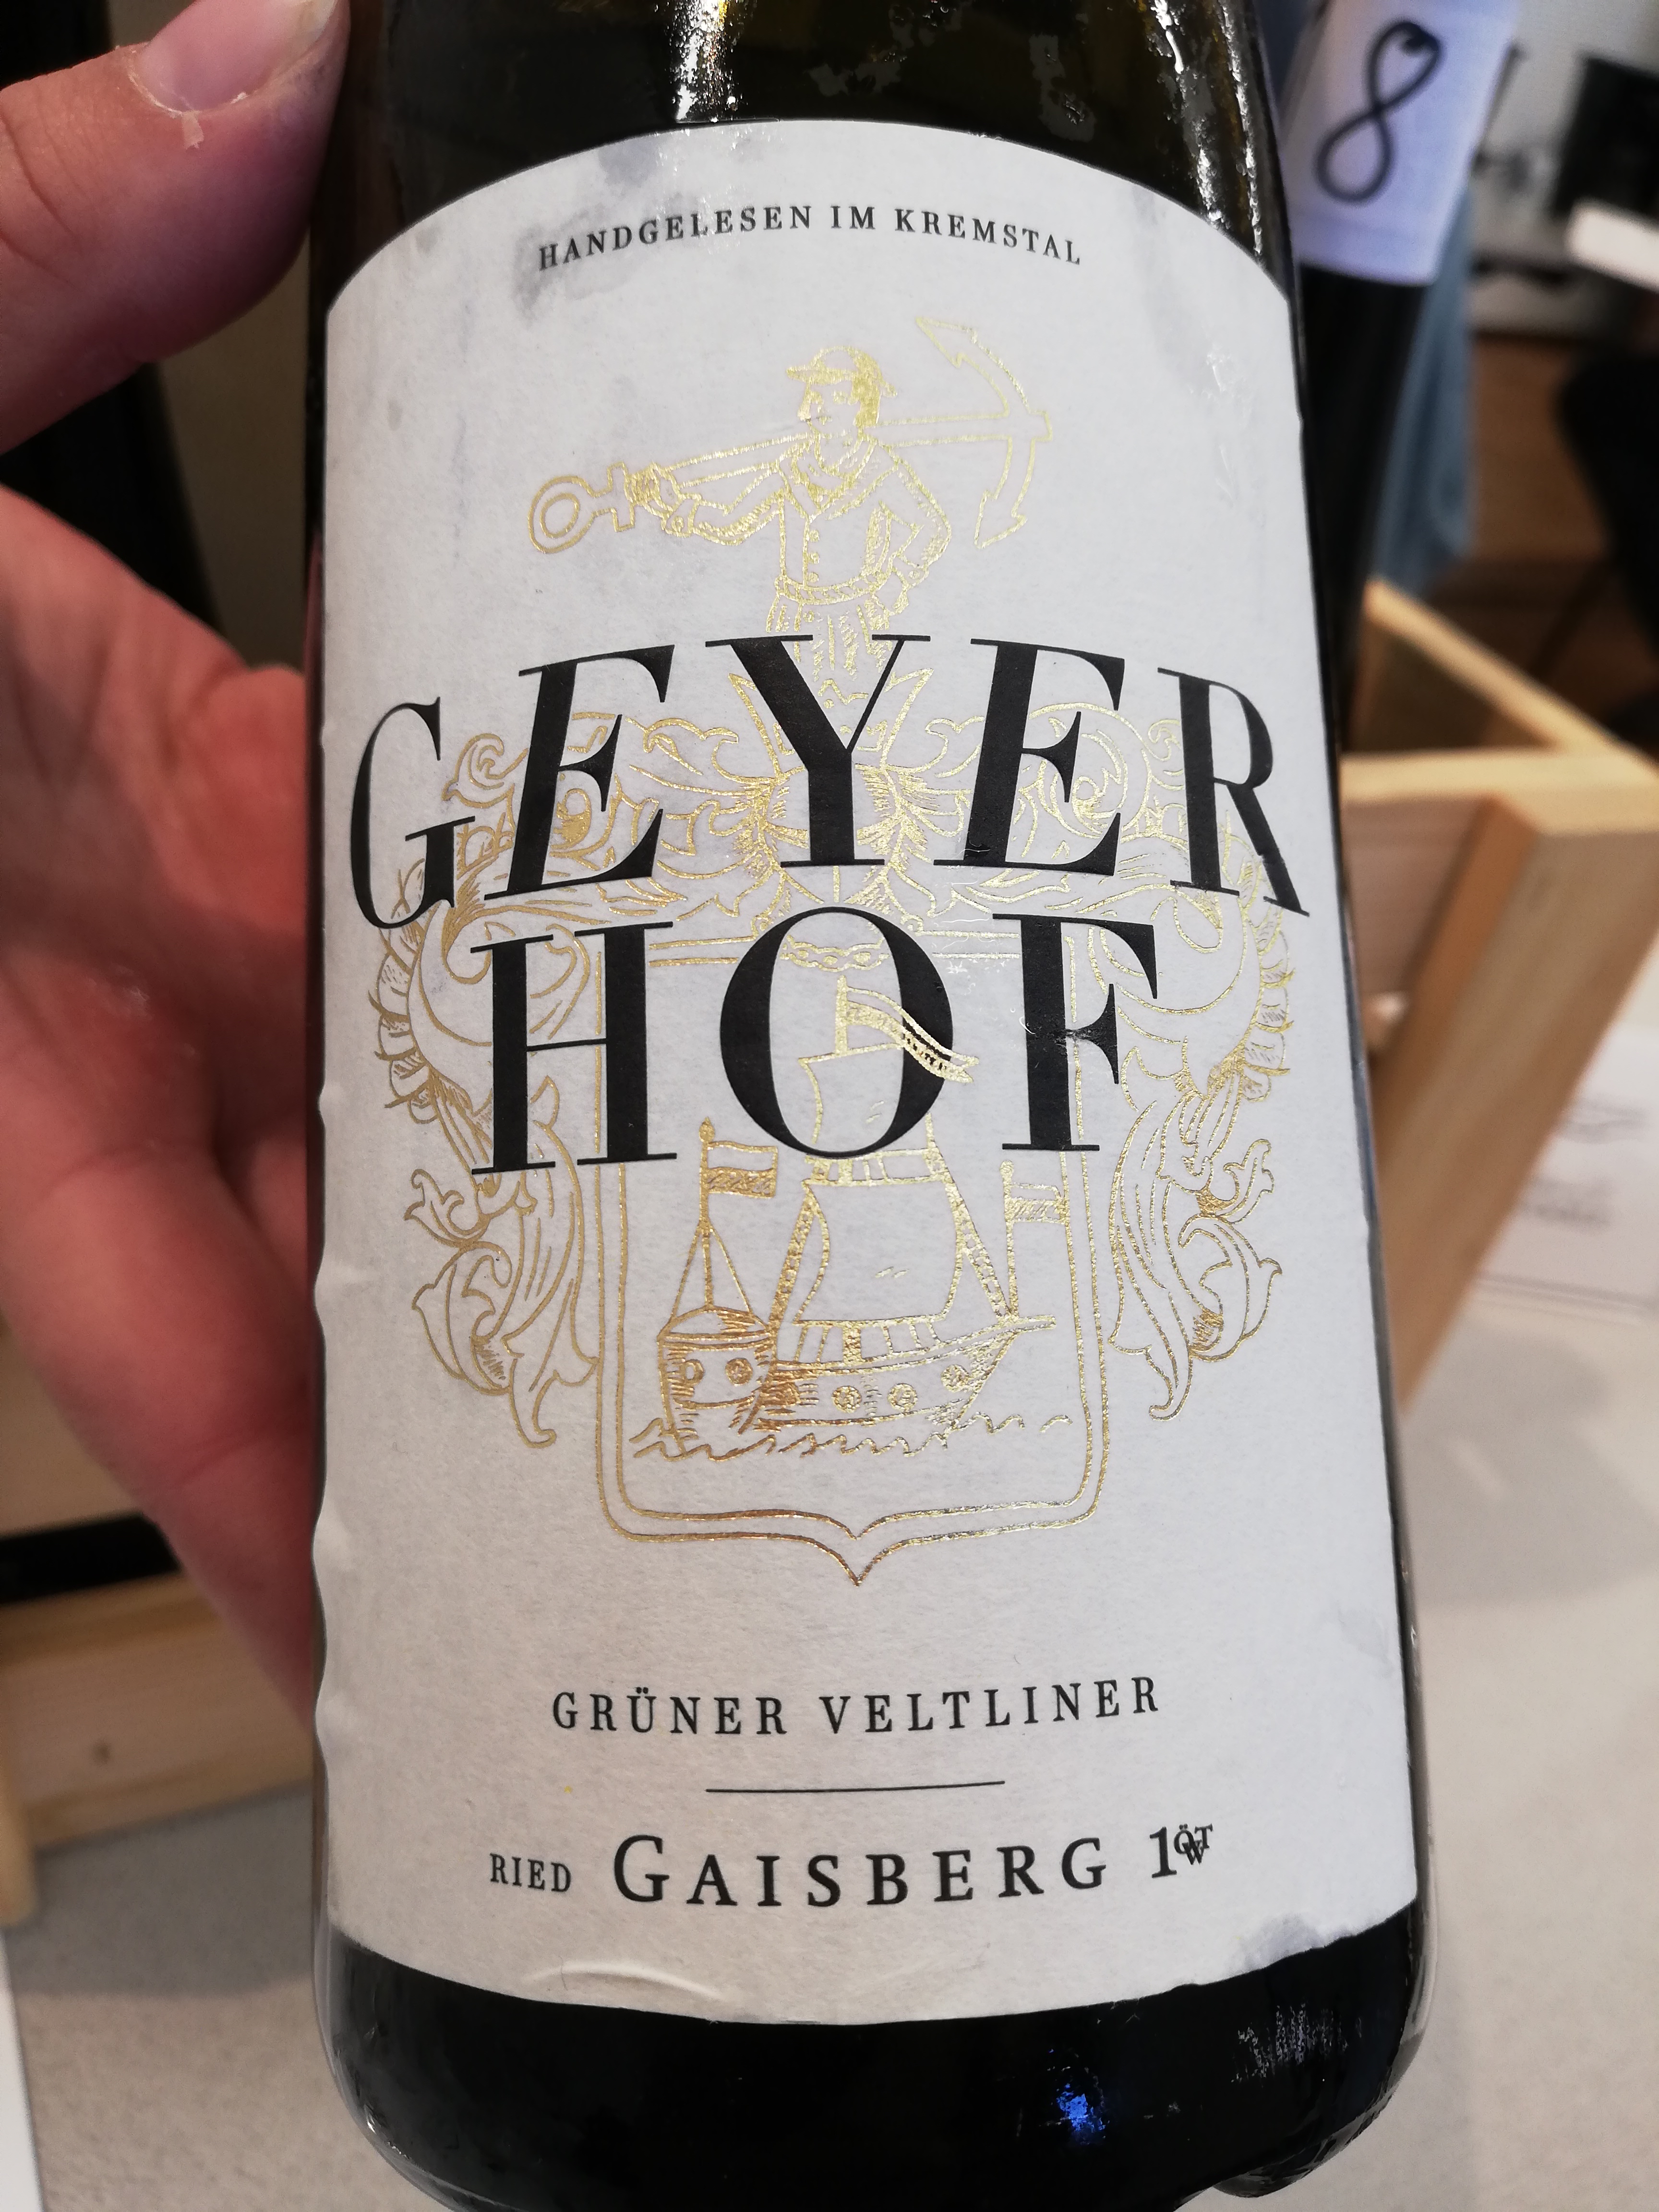 8
HANDGELESEN IM KREMSTAL
GEYER
HOF
GRÜNER VELTLINER
RIED GAISBERG 1ÖTW